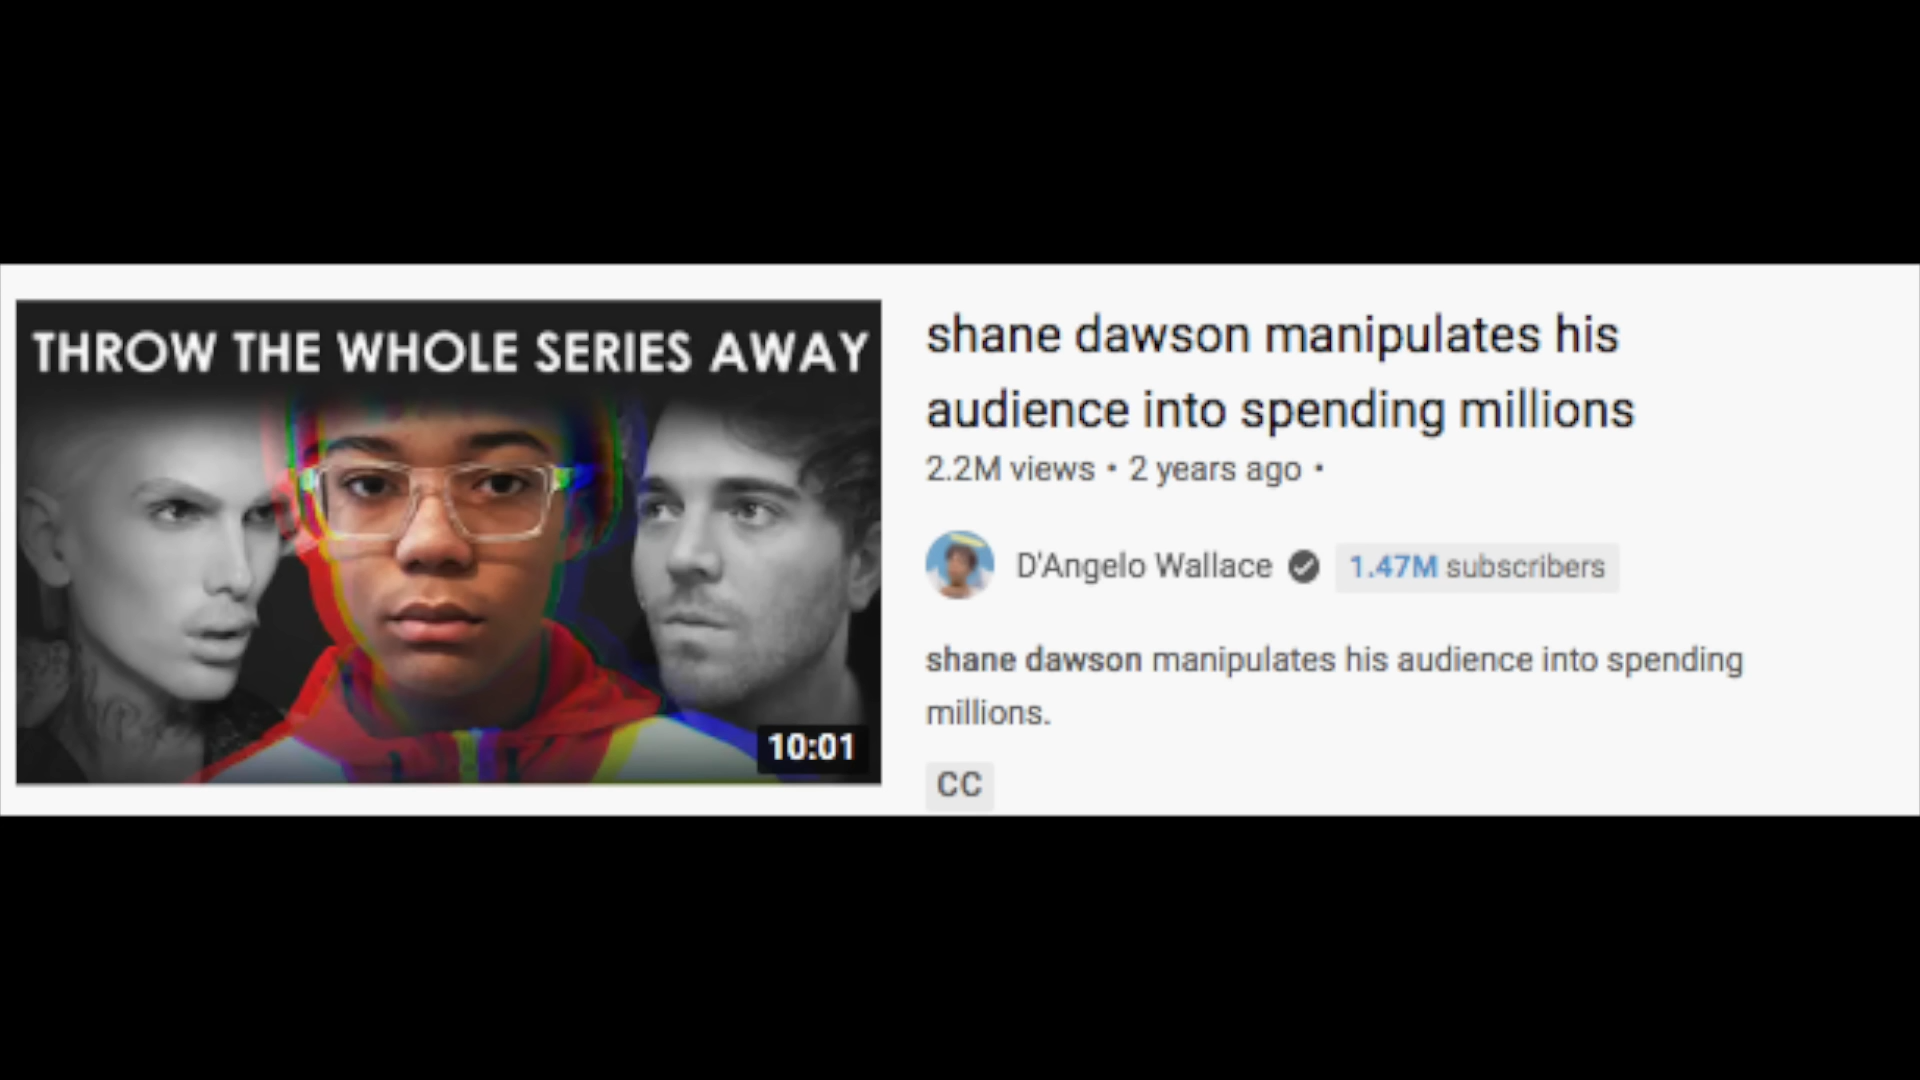 THROW THE WHOLE SERIES AWAY
10:01
shane dawson manipulates his
audience into spending millions
2.2M views • 2 years ago •
D'Angelo Wallace
1.47M subscribers
shane dawson manipulates his audience into spending
millions.
CC